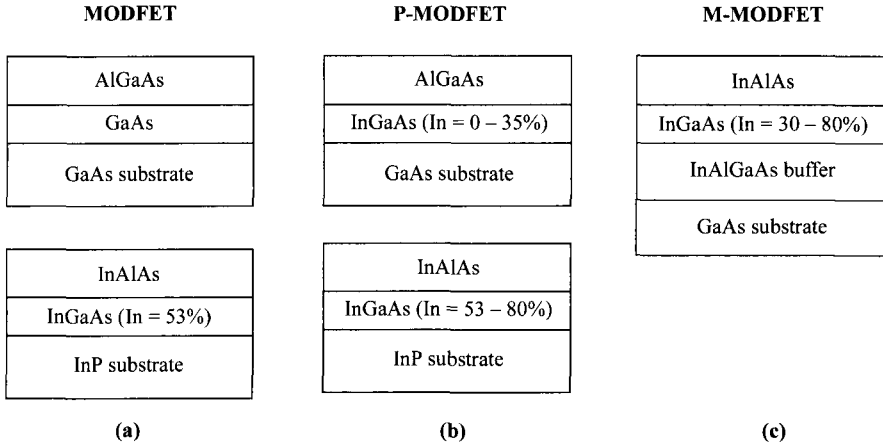 MODFET
AlGaAs
GaAs
GaAs substrate
InAlAs
InGaAs (In = 53%)
InP substrate
(a)
P-MODFET
AlGaAs
InGaAs (In = 0 – 35%)
GaAs substrate
InAlAs
InGaAs (In = 53 – 80%)
InP substrate
(b)
M-MODFET
InAlAs
InGaAs (In = 30 – 80%)
InAlGaAs buffer
GaAs substrate
(c)